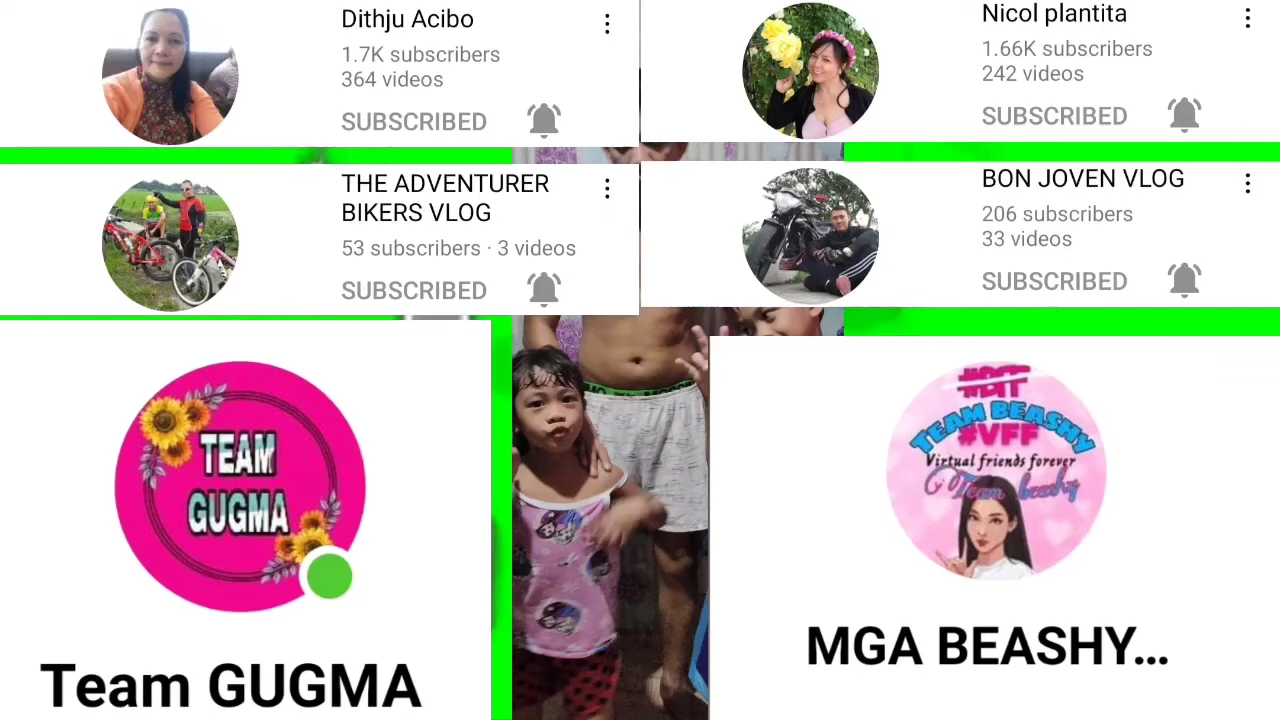 Dithju Acibo
1.7K subscribers
364 videos
SUBSCRIBED
Nicol plantita
1.66K subscribers
242 videos
SUBSCRIBED
THE ADVENTURER
BIKERS VLOG
53 subscribers · 3 videos
SUBSCRIBED
BON JOVEN VLOG
206 subscribers
33 videos
SUBSCRIBED
TEAM
GUGMA
Team GUGMA
TEAM BEASHY
#VFF
Virtual friends forever
Team beashy
MGA BEASHY...